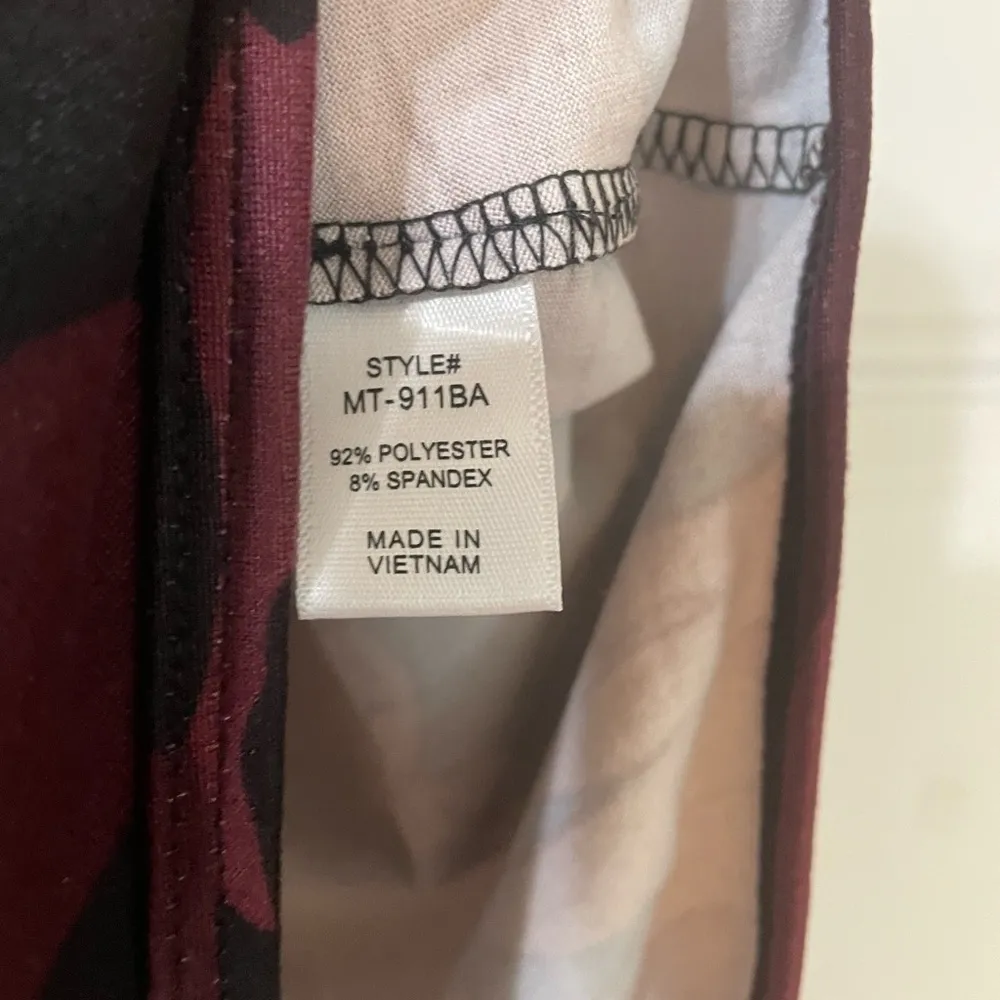 STYLE#
MT-911BA
92% POLYESTER
8% SPANDEX
MADE IN
VIETNAM